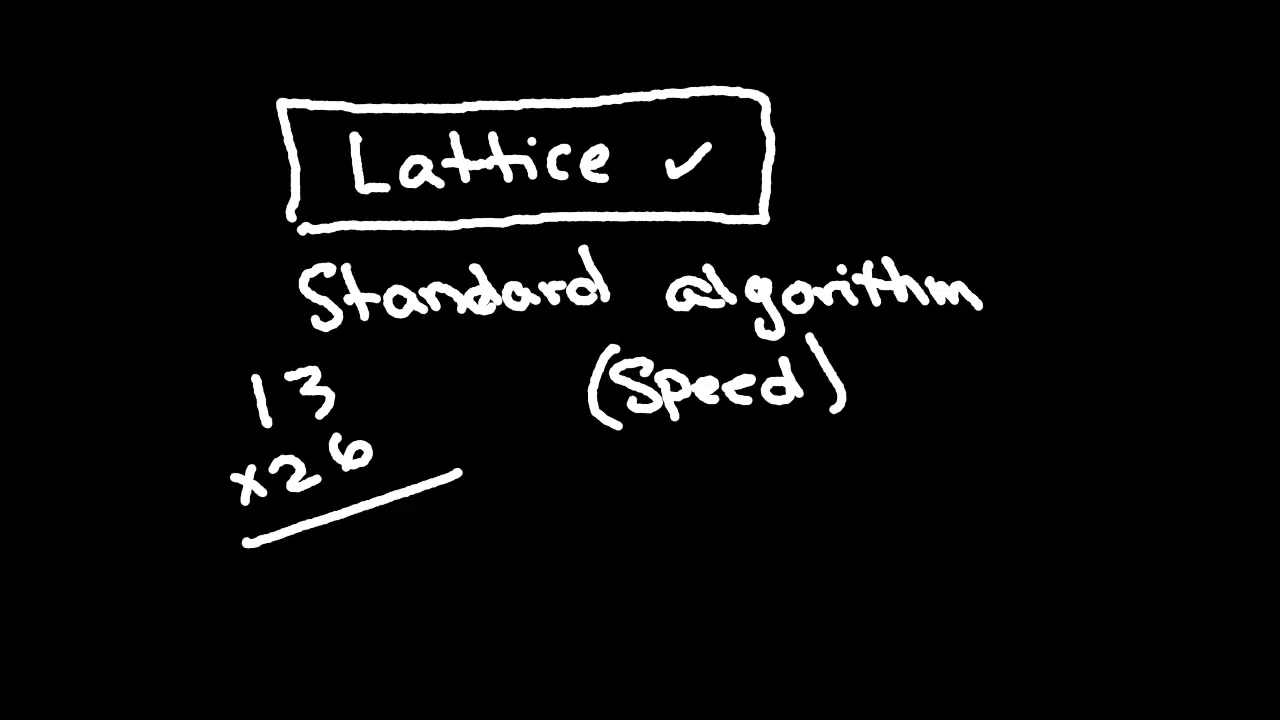 Lattice ✓
Standard algorithm
(Speed)
13
x26